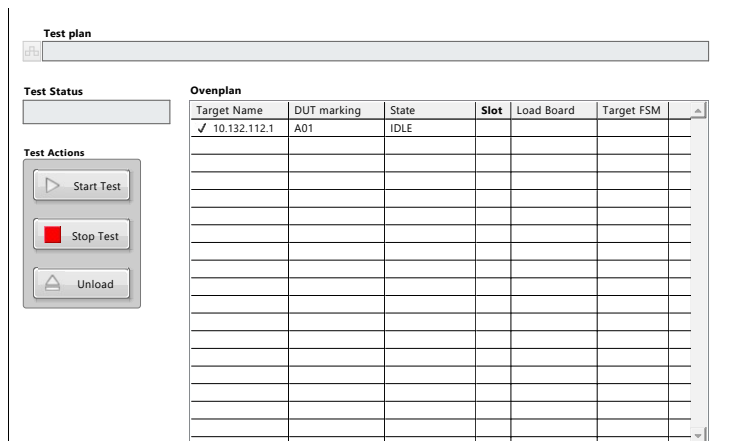 Test plan
Test Status
Ovenplan
Target Name DUT marking State Slot Load Board Target FSM
✓ 10.132.112.1 A01 IDLE
Test Actions
Start Test
Stop Test
Unload